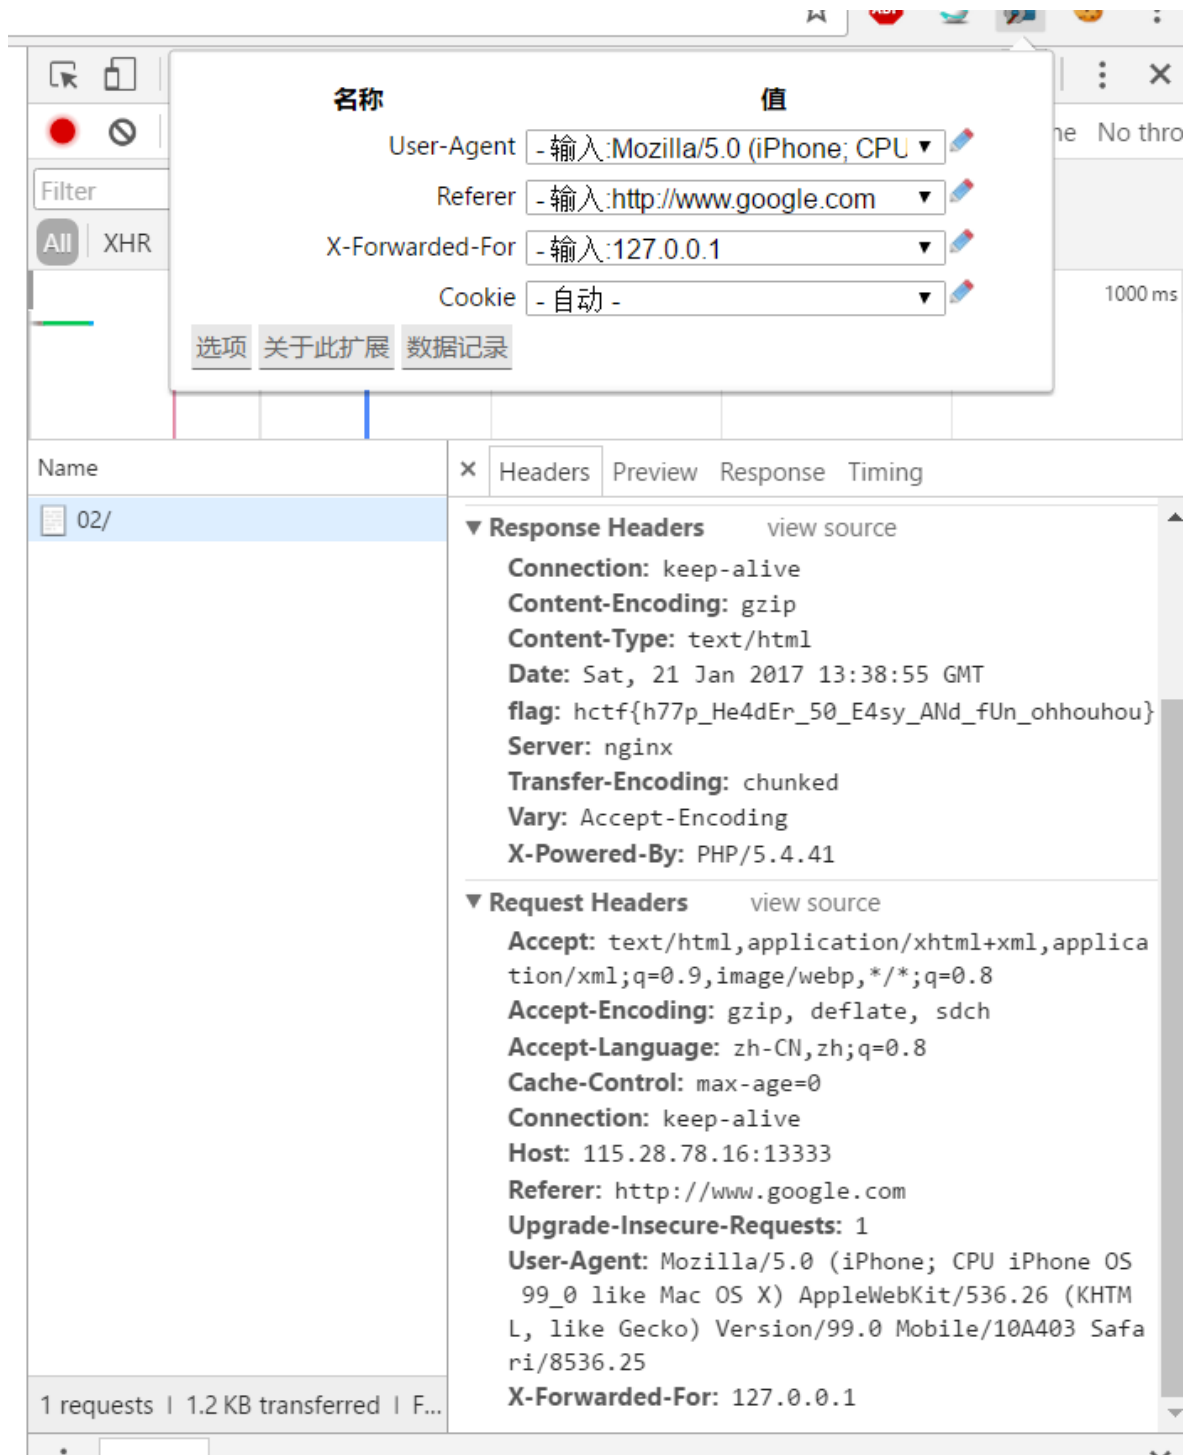 ABP
名称 值
User-Agent - 输入:Mozilla/5.0 (iPhone; CPU
Referer - 输入:http://www.google.com
X-Forwarded-For - 输入:127.0.0.1
Cookie - 自动 -
选项 关于此扩展 数据记录
No thro
Filter
All XHR
1000 ms
Name
02/
× Headers Preview Response Timing
▼ Response Headers view source
Connection: keep-alive
Content-Encoding: gzip
Content-Type: text/html
Date: Sat, 21 Jan 2017 13:38:55 GMT
flag: hctf{h77p_He4dEr_50_E4sy_ANd_fUn_ohhouhou}
Server: nginx
Transfer-Encoding: chunked
Vary: Accept-Encoding
X-Powered-By: PHP/5.4.41
▼ Request Headers view source
Accept: text/html,application/xhtml+xml,applica
tion/xml;q=0.9,image/webp,*/*;q=0.8
Accept-Encoding: gzip, deflate, sdch
Accept-Language: zh-CN,zh;q=0.8
Cache-Control: max-age=0
Connection: keep-alive
Host: 115.28.78.16:13333
Referer: http://www.google.com
Upgrade-Insecure-Requests: 1
User-Agent: Mozilla/5.0 (iPhone; CPU iPhone OS
99_0 like Mac OS X) AppleWebKit/536.26 (KHTM
L, like Gecko) Version/99.0 Mobile/10A403 Safa
ri/8536.25
X-Forwarded-For: 127.0.0.1
1 requests | 1.2 KB transferred | F...